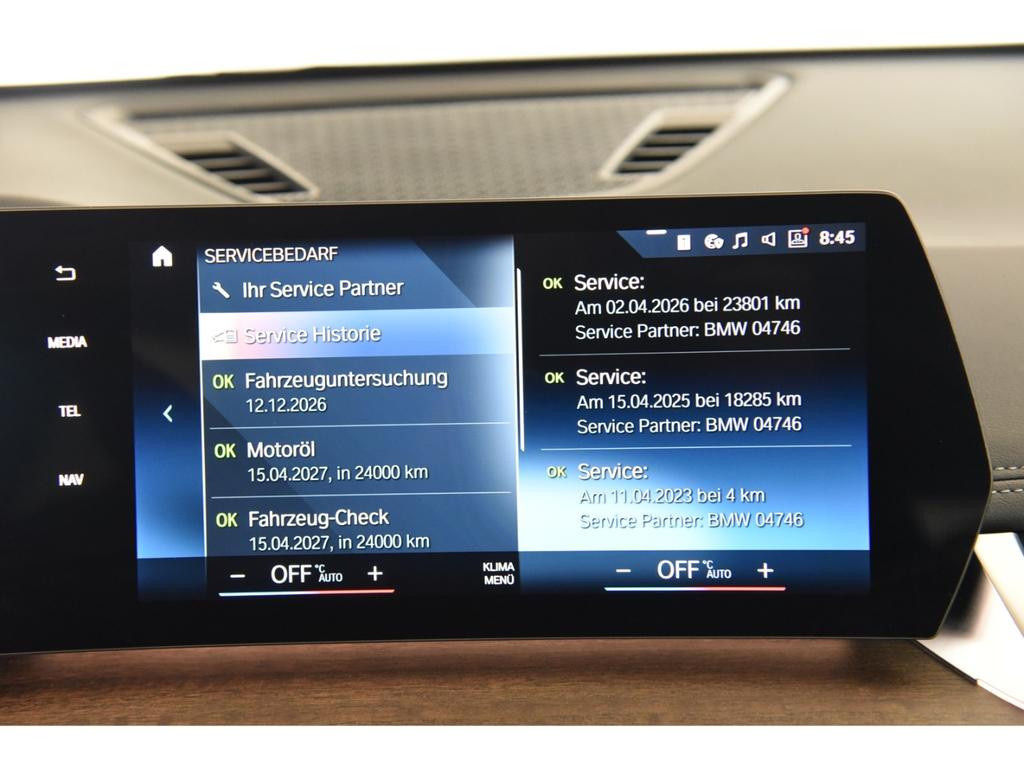 8:45
MEDIA
TEL
NAV
SERVICEBEDARF
Ihr Service Partner
Service Historie
OK Fahrzeuguntersuchung
12.12.2026
OK Motoröl
15.04.2027, in 24000 km
OK Fahrzeug-Check
15.04.2027, in 24000 km
OK Service:
Am 02.04.2026 bei 23801 km
Service Partner: BMW 04746
OK Service:
Am 15.04.2025 bei 18285 km
Service Partner: BMW 04746
OK Service:
Am 11.04.2023 bei 4 km
Service Partner: BMW 04746
− OFF °C AUTO +
KLIMA
MENÜ
− OFF °C AUTO +